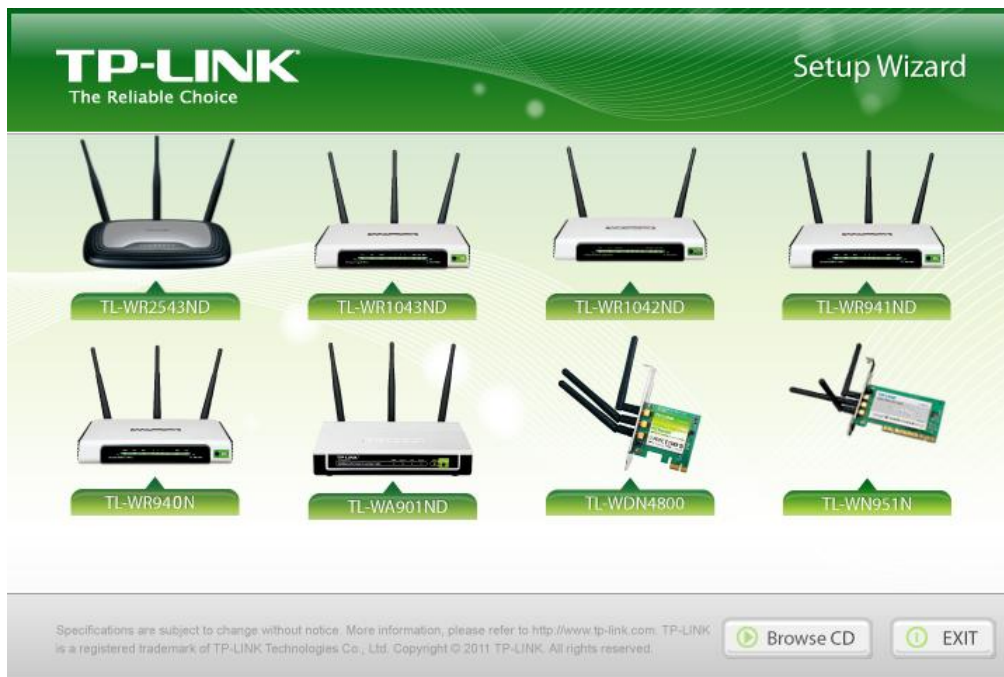 TP-LINK
The Reliable Choice
Setup Wizard
TL-WR2543ND
TL-WR1043ND
TL-WR1042ND
TL-WR941ND
TL-WR940N
TL-WA901ND
TL-WDN4800
TL-WN951N
Specifications are subject to change without notice. More information, please refer to http://www.tp-link.com. TP-LINK
is a registered trademark of TP-LINK Technologies Co., Ltd. Copyright © 2011 TP-LINK. All rights reserved.
Browse CD
EXIT